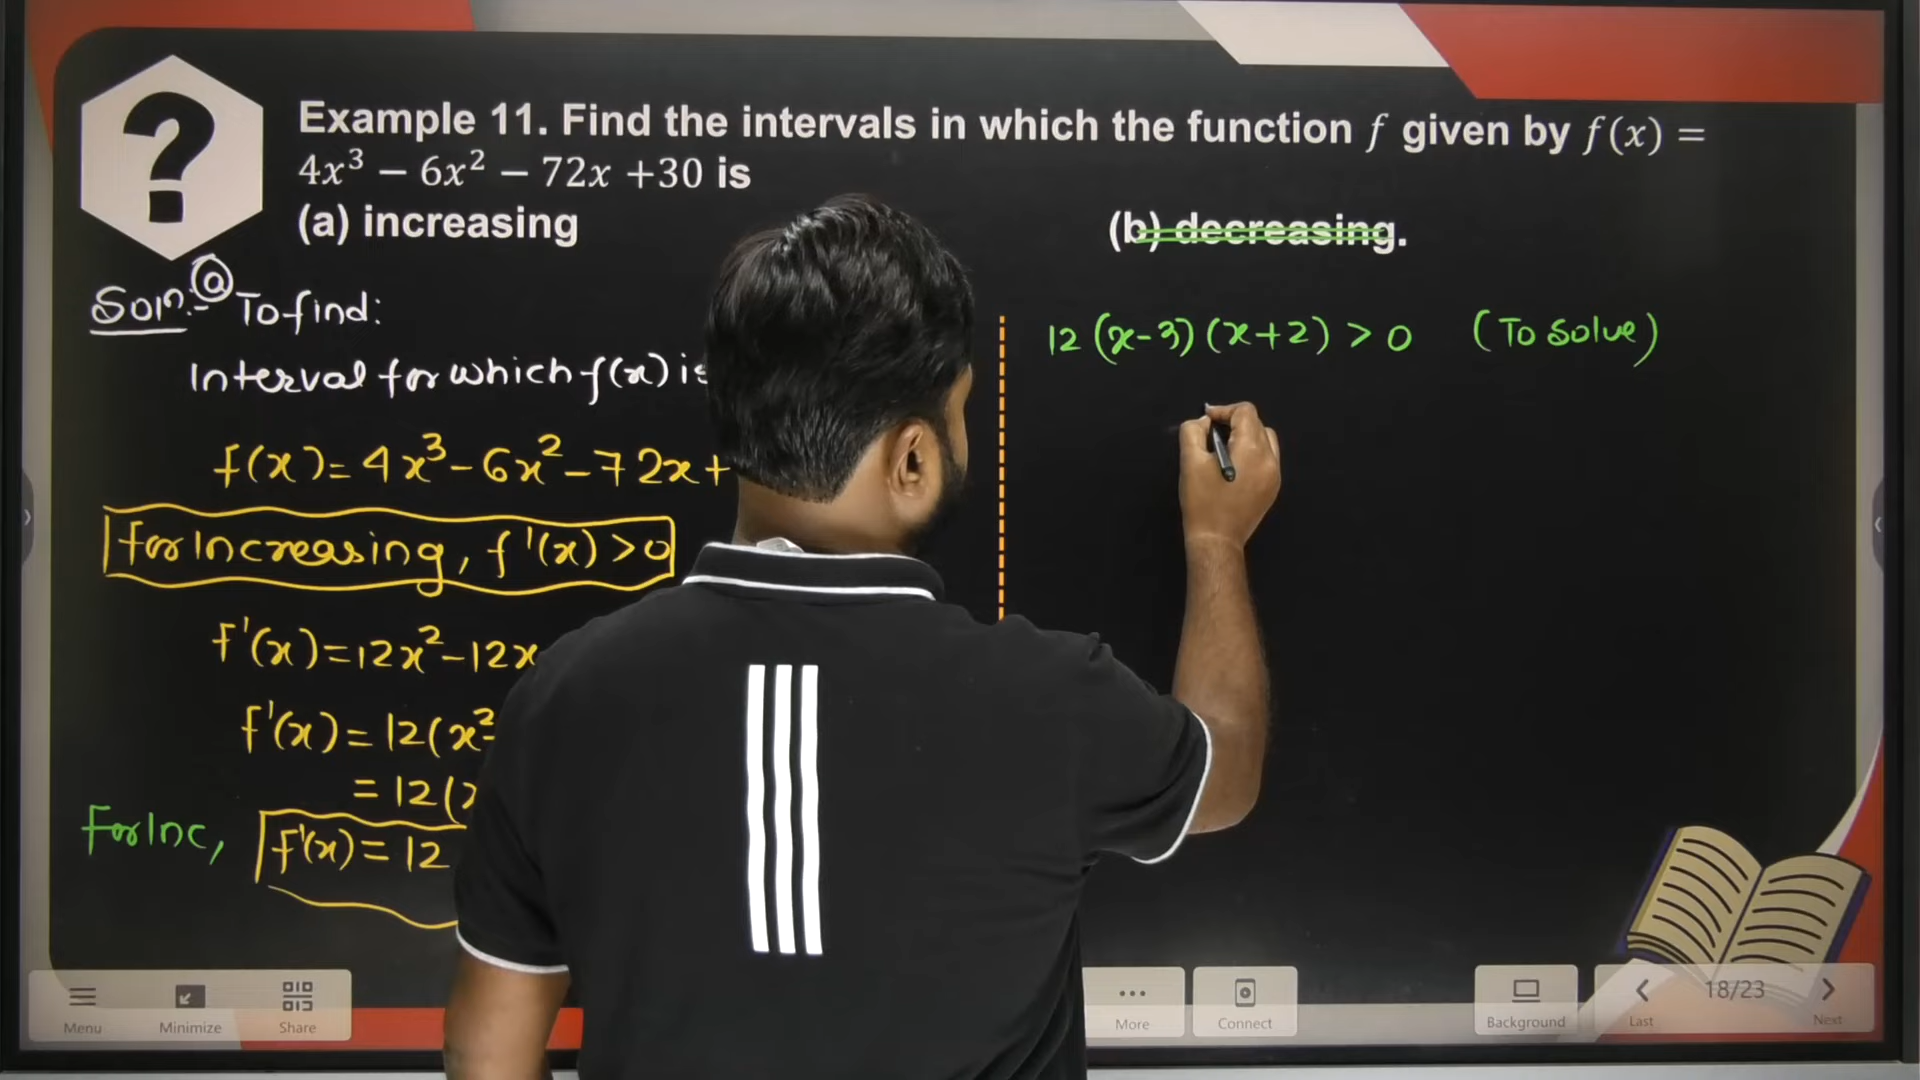 ?
Example 11. Find the intervals in which the function f given by f(x) =
4x³ – 6x² – 72x +30 is
(a) increasing
(b) decreasing.
Soln:- (a) To find:
Interval for which f(x) is
f(x)= 4x³-6x²-72x+
For Increasing, f'(x) >0
f'(x)=12x²-12x
f'(x)= 12(x²-
= 12(x
For Inc, f'(x)= 12
12 (x-3) (x+2) > 0 (To Solve)
Menu Minimize Share More Connect Background Last 18/23 Next